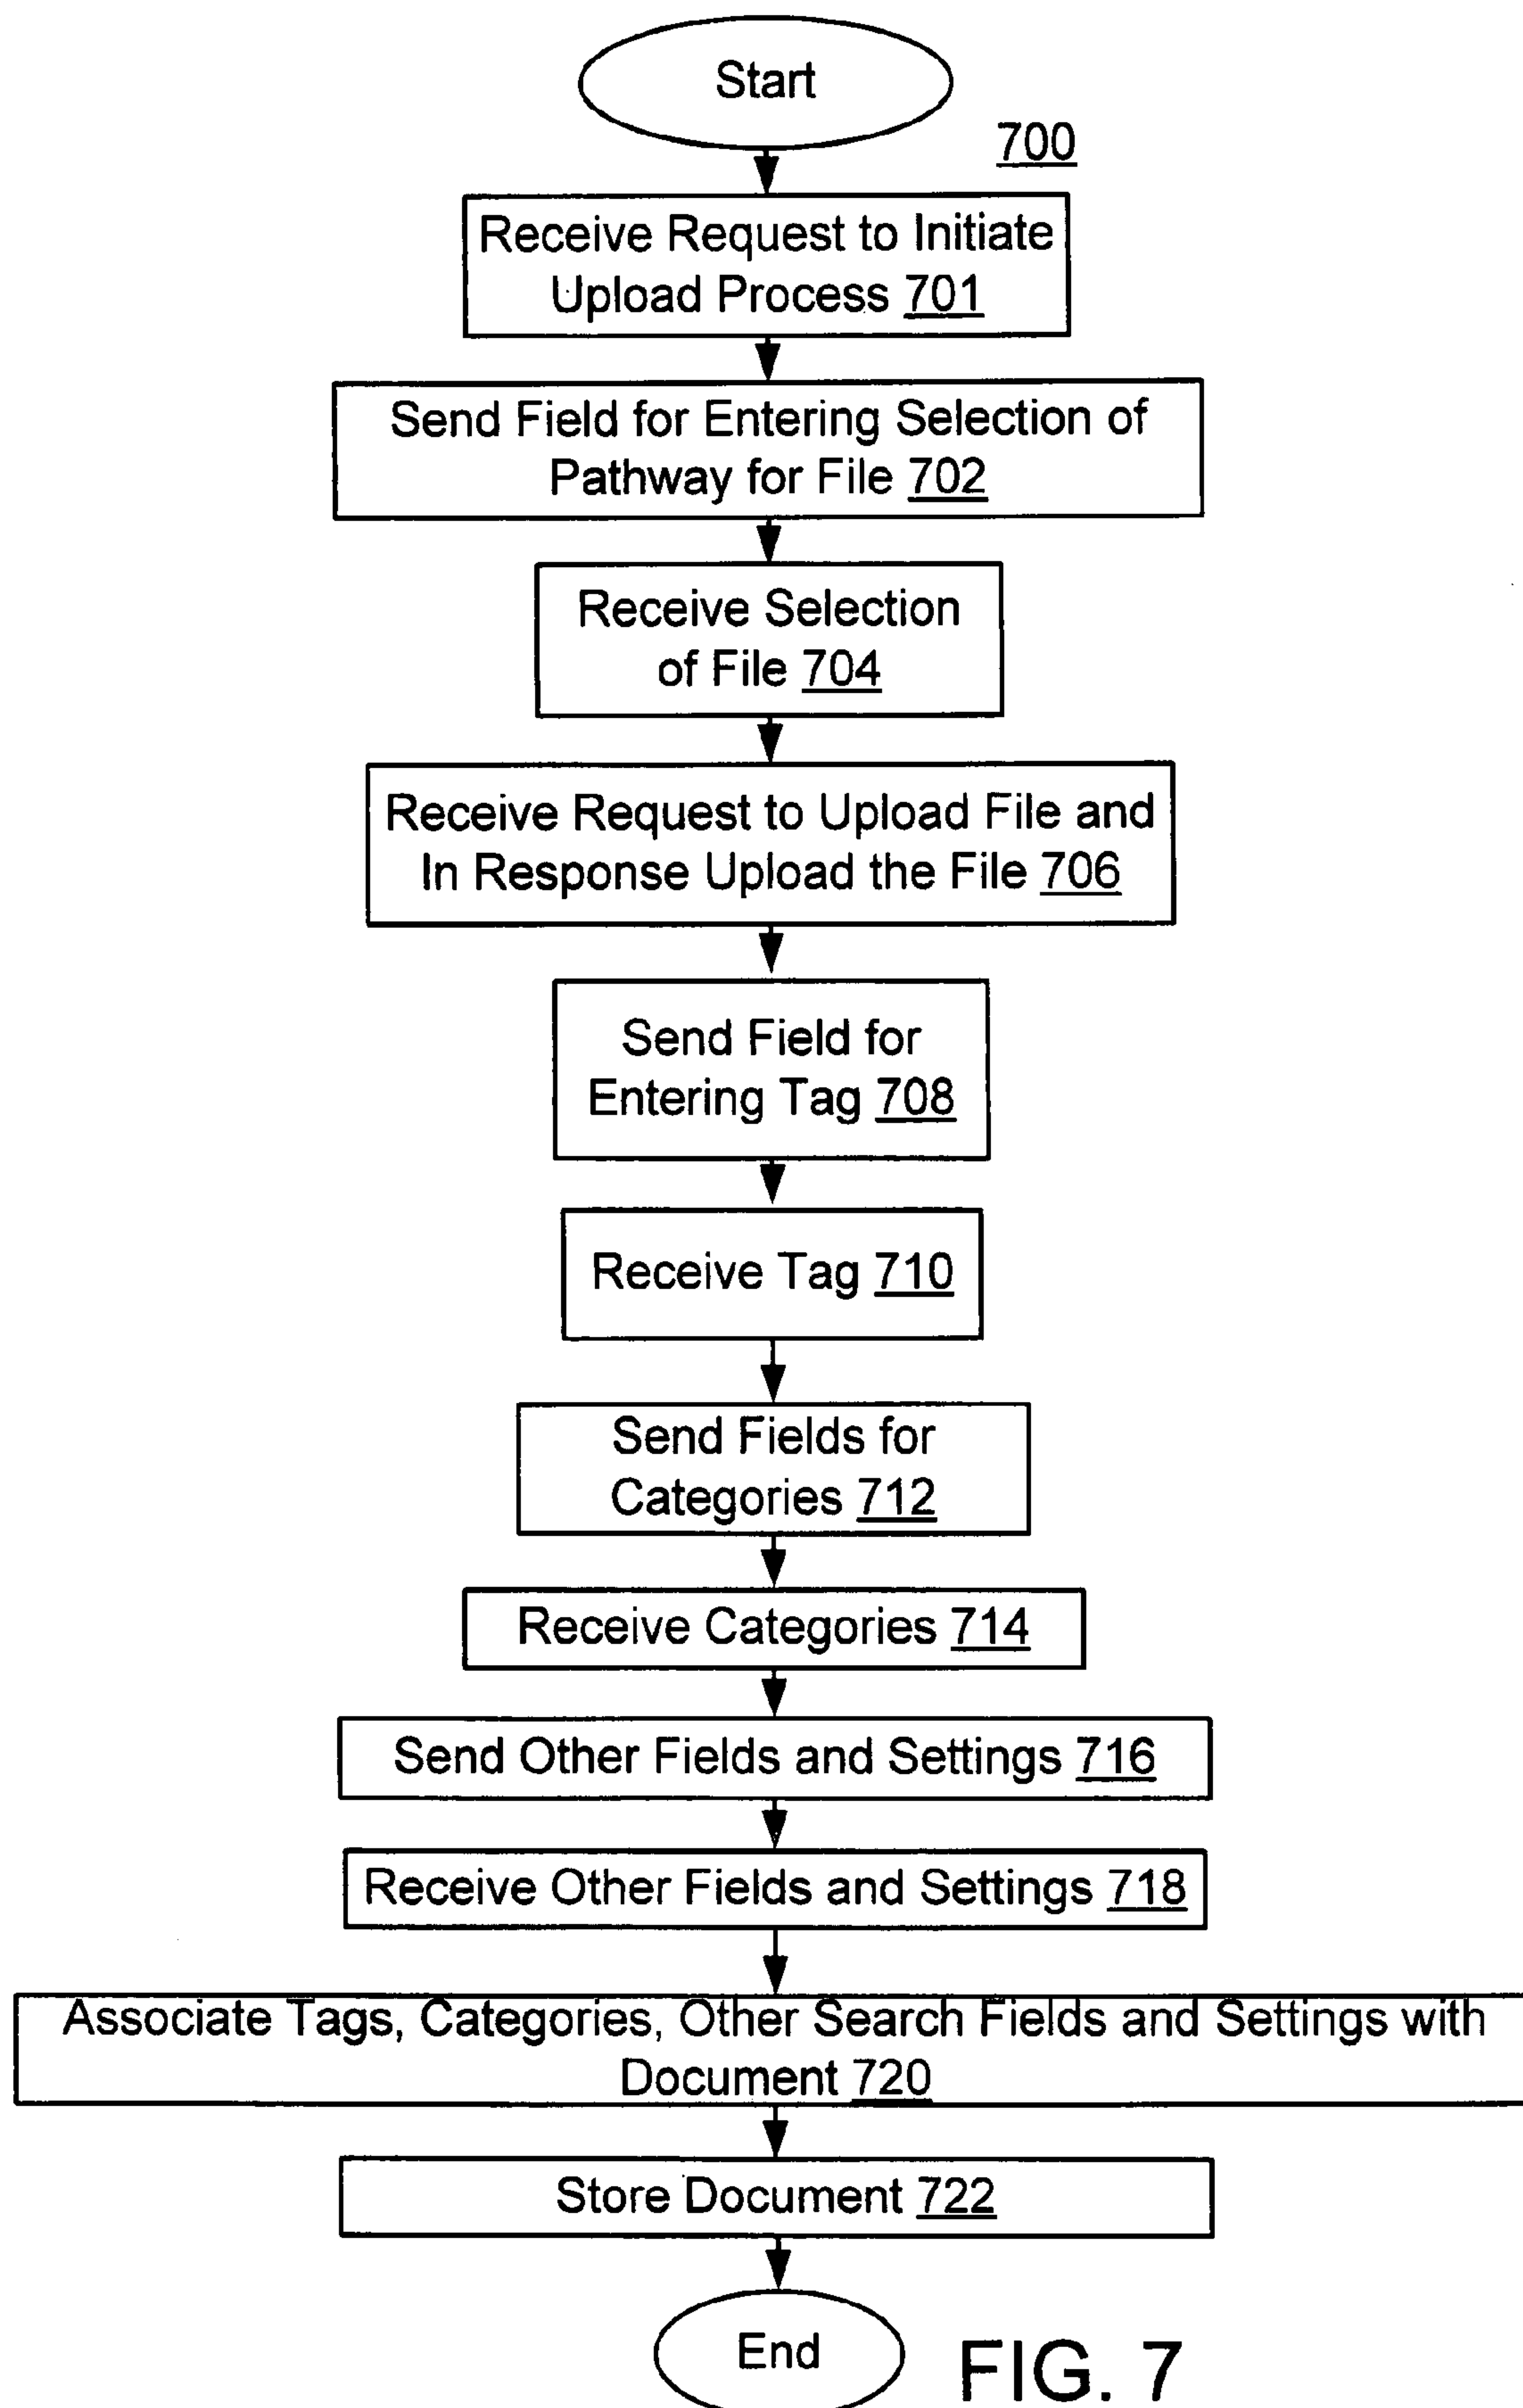 Start
700
Receive Request to Initiate
Upload Process 701
Send Field for Entering Selection of
Pathway for File 702
Receive Selection
of File 704
Receive Request to Upload File and
In Response Upload the File 706
Send Field for
Entering Tag 708
Receive Tag 710
Send Fields for
Categories 712
Receive Categories 714
Send Other Fields and Settings 716
Receive Other Fields and Settings 718
Associate Tags, Categories, Other Search Fields and Settings with
Document 720
Store Document 722
End
FIG. 7